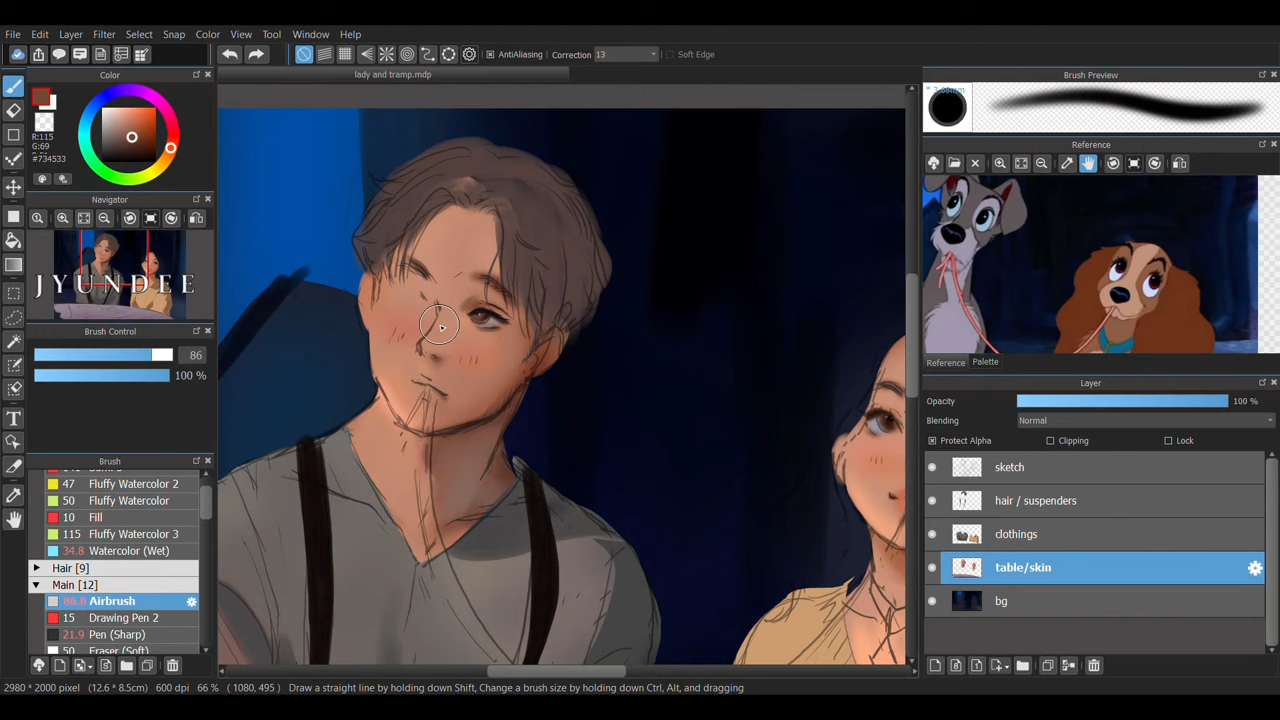 File Edit Layer Filter Select Snap Color View Tool Window Help
AntiAliasing Correction 13 Soft Edge
Color
lady and tramp.mdp
Brush Preview
R:115
G:69
#734533
Reference
Navigator
JYUNDEE
Brush Control
86
100 %
Reference Palette
Layer
Opacity 100 %
Blending Normal
Protect Alpha Clipping Lock
sketch
hair / suspenders
clothings
table/skin
bg
Brush
47 Fluffy Watercolor 2
50 Fluffy Watercolor
10 Fill
115 Fluffy Watercolor 3
34.8 Watercolor (Wet)
Hair [9]
Main [12]
86.8 Airbrush
15 Drawing Pen 2
21.9 Pen (Sharp)
50 Eraser (Soft)
2980 * 2000 pixel (12.6 * 8.5cm) 600 dpi 66 % ( 1080, 495 ) Draw a straight line by holding down Shift, Change a brush size by holding down Ctrl, Alt, and dragging